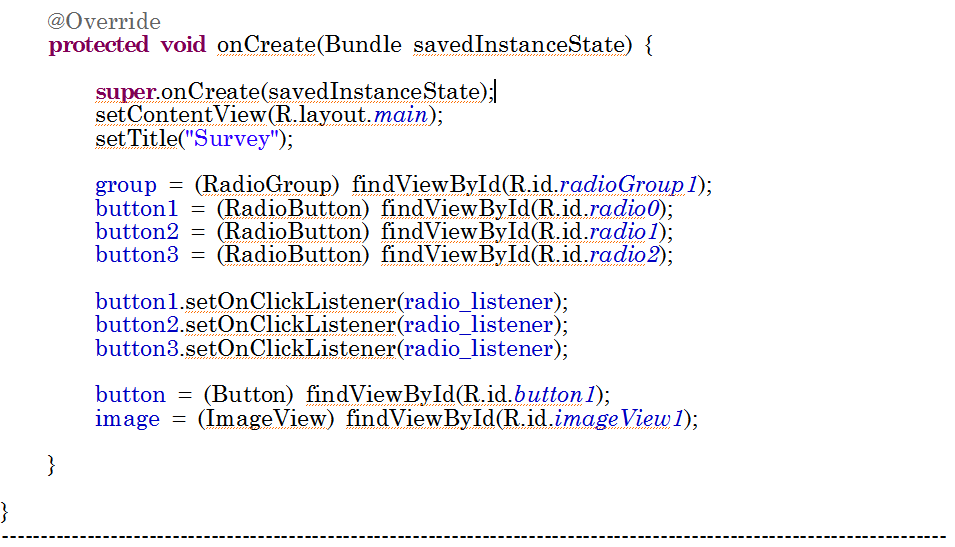 @Override
protected void onCreate(Bundle savedInstanceState) {
super.onCreate(savedInstanceState);
setContentView(R.layout.main);
setTitle("Survey");
group = (RadioGroup) findViewById(R.id.radioGroup1);
button1 = (RadioButton) findViewById(R.id.radio0);
button2 = (RadioButton) findViewById(R.id.radio1);
button3 = (RadioButton) findViewById(R.id.radio2);
button1.setOnClickListener(radio_listener);
button2.setOnClickListener(radio_listener);
button3.setOnClickListener(radio_listener);
button = (Button) findViewById(R.id.button1);
image = (ImageView) findViewById(R.id.imageView1);
}
}